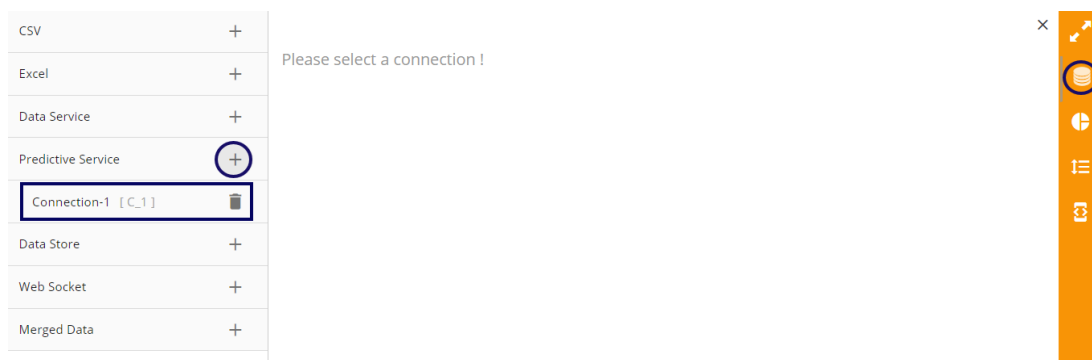 CSV
Excel
Data Service
Predictive Service
Connection-1 [ C_1 ]
Data Store
Web Socket
Merged Data
Please select a connection !